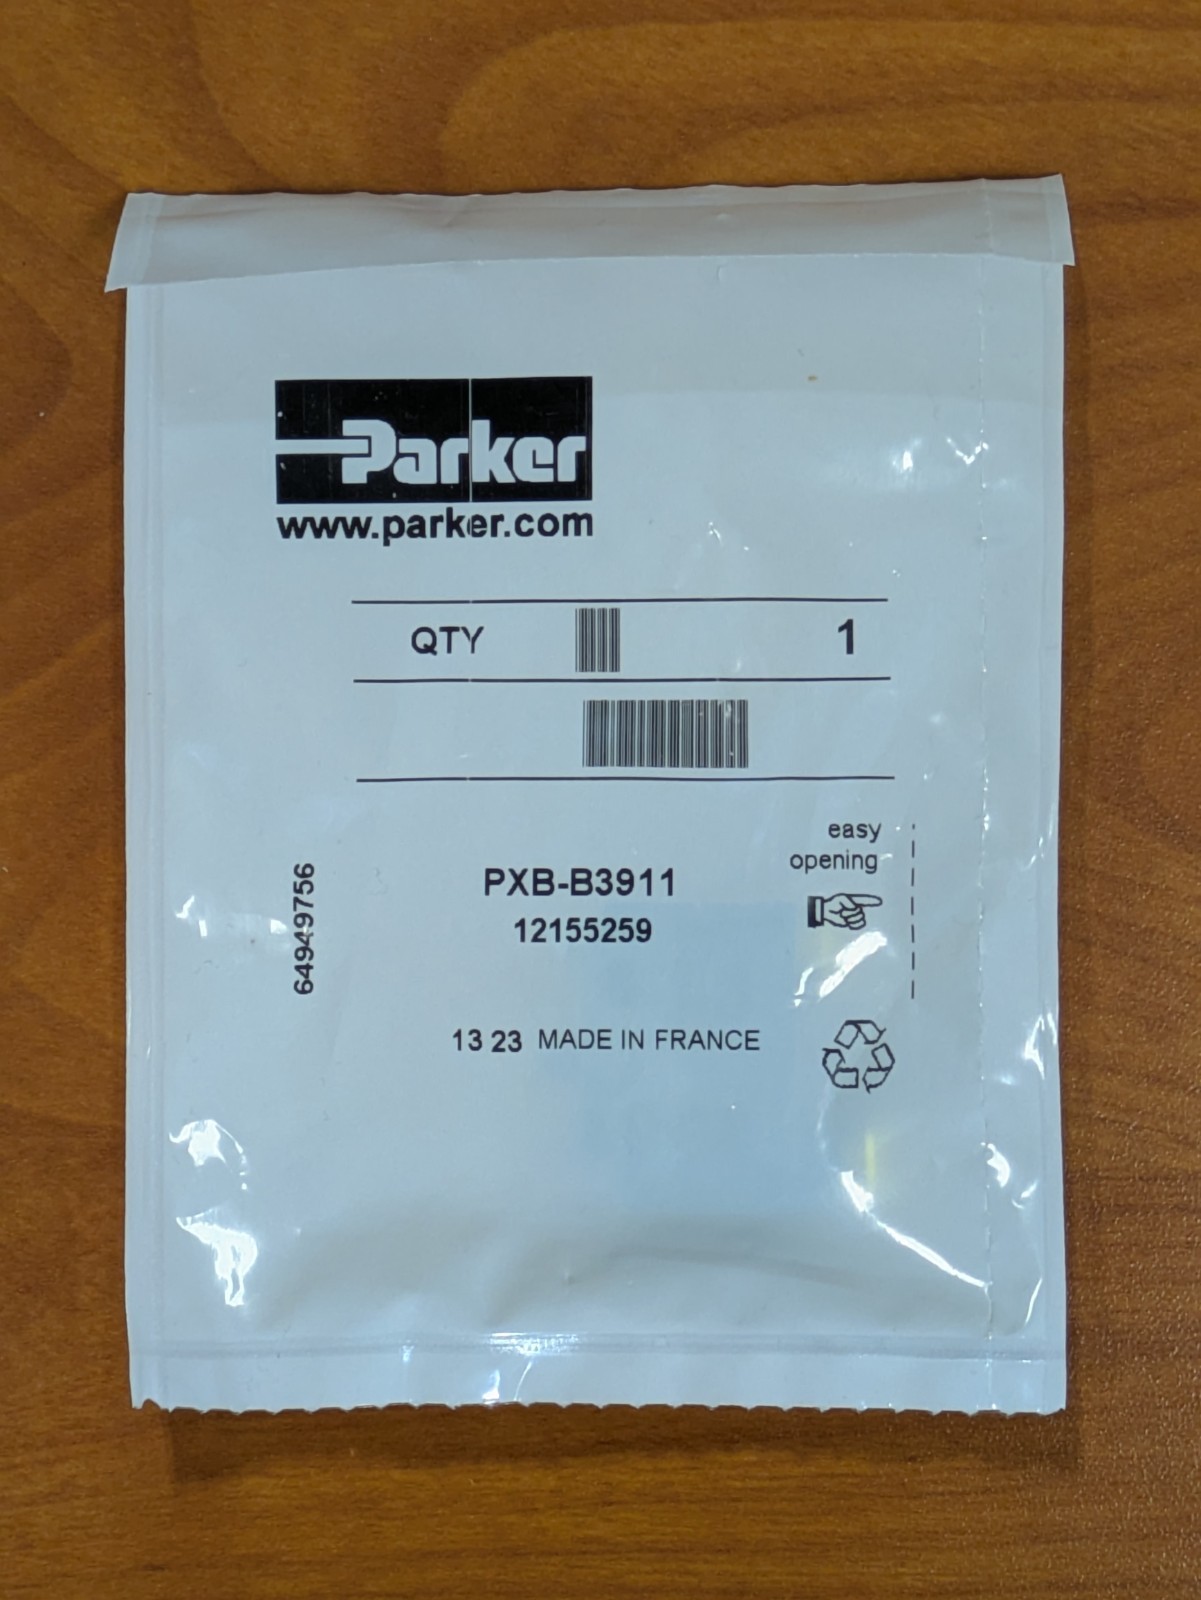 Parker
www.parker.com
QTY 1
easy
opening
PXB-B3911
12155259
64949756
13 23 MADE IN FRANCE